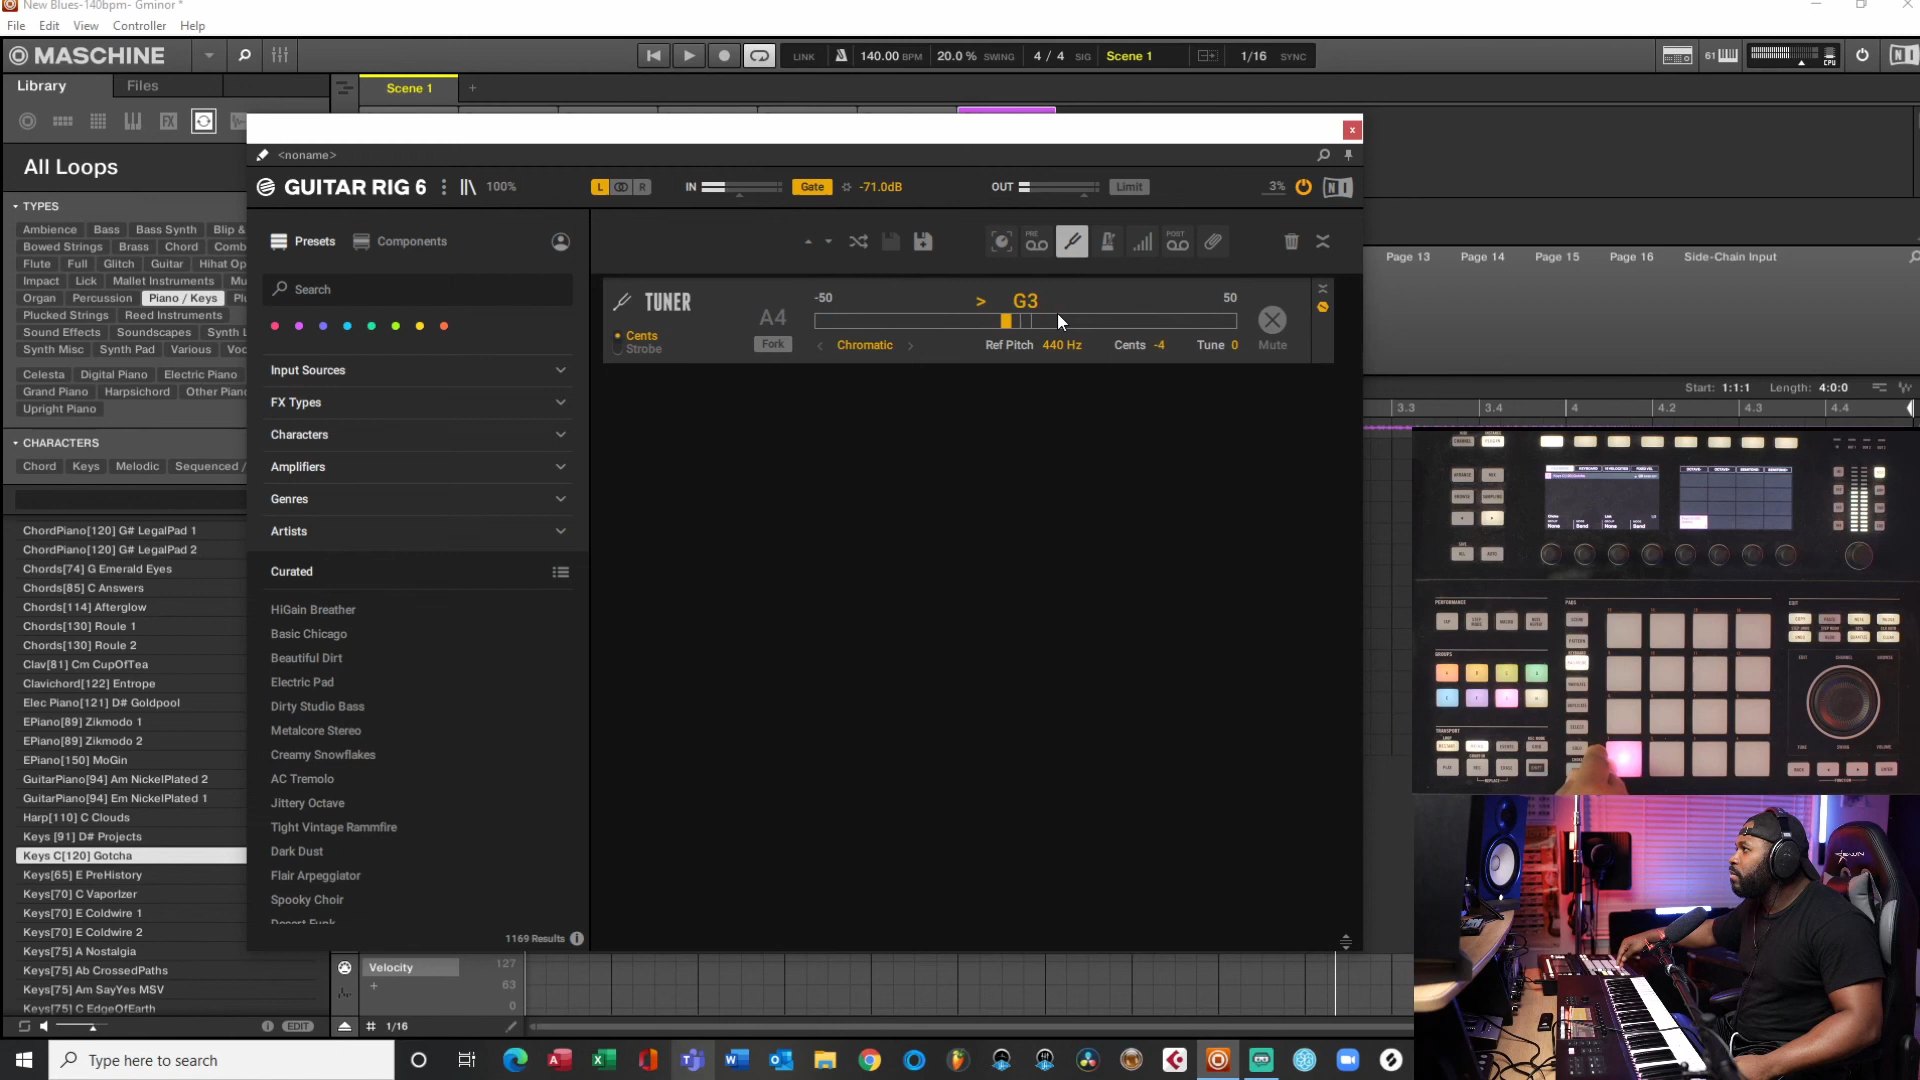 New Blues-140bpm- Gminor *
File Edit View Controller Help
MASCHINE
LINK 140.00 BPM 20.0 % SWING 4 / 4 SIG Scene 1 1/16 SYNC
61
CPU
Library Files
Scene 1 +
All Loops
TYPES
Ambience Bass Bass Synth Blip &
Bowed Strings Brass Chord Comb
Flute Full Glitch Guitar Hihat Op
Impact Lick Mallet Instruments Mu
Organ Percussion Piano / Keys Plu
Plucked Strings Reed Instruments
Sound Effects Soundscapes Synth L
Synth Misc Synth Pad Various Voc
Celesta Digital Piano Electric Piano
Grand Piano Harpsichord Other Piano
Upright Piano
CHARACTERS
Chord Keys Melodic Sequenced /
ChordPiano[120] G# LegalPad 1
ChordPiano[120] G# LegalPad 2
Chords[74] G Emerald Eyes
Chords[85] C Answers
Chords[114] Afterglow
Chords[130] Roule 1
Chords[130] Roule 2
Clav[81] Cm CupOfTea
Clavichord[122] Entrope
Elec Piano[121] D# Goldpool
EPiano[89] Zikmodo 1
EPiano[89] Zikmodo 2
EPiano[150] MoGin
GuitarPiano[94] Am NickelPlated 2
GuitarPiano[94] Em NickelPlated 1
Harp[110] C Clouds
Keys [91] D# Projects
Keys C[120] Gotcha
Keys[65] E PreHistory
Keys[70] C VaporIzer
Keys[70] E Coldwire 1
Keys[70] E Coldwire 2
Keys[75] A Nostalgia
Keys[75] Ab CrossedPaths
Keys[75] Am SayYes MSV
Keys[75] C EdgeOfEarth
EDIT
<noname>
x
GUITAR RIG 6 100%
L R IN Gate -71.0dB OUT Limit 3%
Presets Components
PRE POST
Search
Input Sources
FX Types
Characters
Amplifiers
Genres
Artists
Curated
HiGain Breather
Basic Chicago
Beautiful Dirt
Electric Pad
Dirty Studio Bass
Metalcore Stereo
Creamy Snowflakes
AC Tremolo
Jittery Octave
Tight Vintage Rammfire
Dark Dust
Flair Arpeggiator
Spooky Choir
Desert Funk
1169 Results
TUNER
Cents
Strobe
A4
Fork
-50 > G3 50
< Chromatic > Ref Pitch 440 Hz Cents -4 Tune 0
Mute
Page 13 Page 14 Page 15 Page 16 Side-Chain Input
Start: 1:1:1 Length: 4:0:0
3.3 3.4 4 4.2 4.3 4.4
Velocity 127
+ 63
0
# 1/16
PERFORMANCE
GROUPS
TRANSPORT
PADS
EDIT
Type here to search